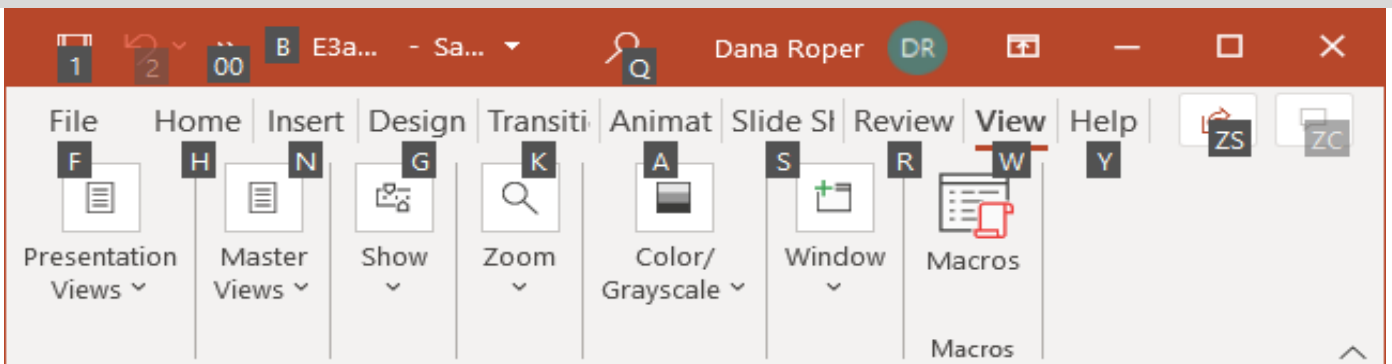 1 2 00 B E3a... - Sa... Q Dana Roper DR
File Home Insert Design Transiti Animat Slide Sh Review View Help ZS ZC
F H N G K A S R W Y
Presentation Master Show Zoom Color/ Window Macros
Views Views Grayscale
Macros